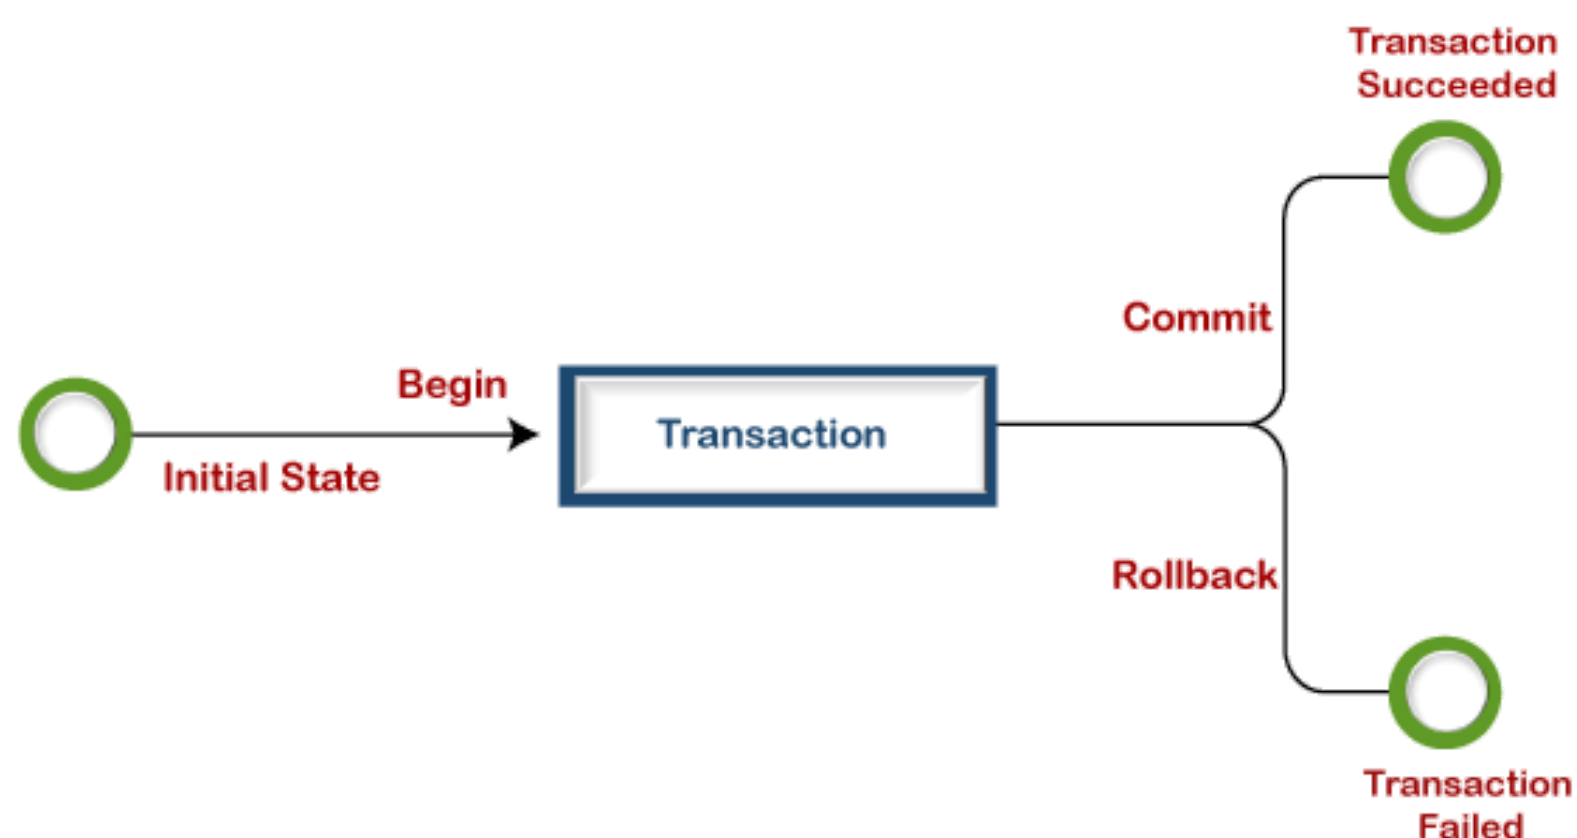 Transaction
Succeeded
Commit
Begin
Transaction
Initial State
Rollback
Transaction
Failed